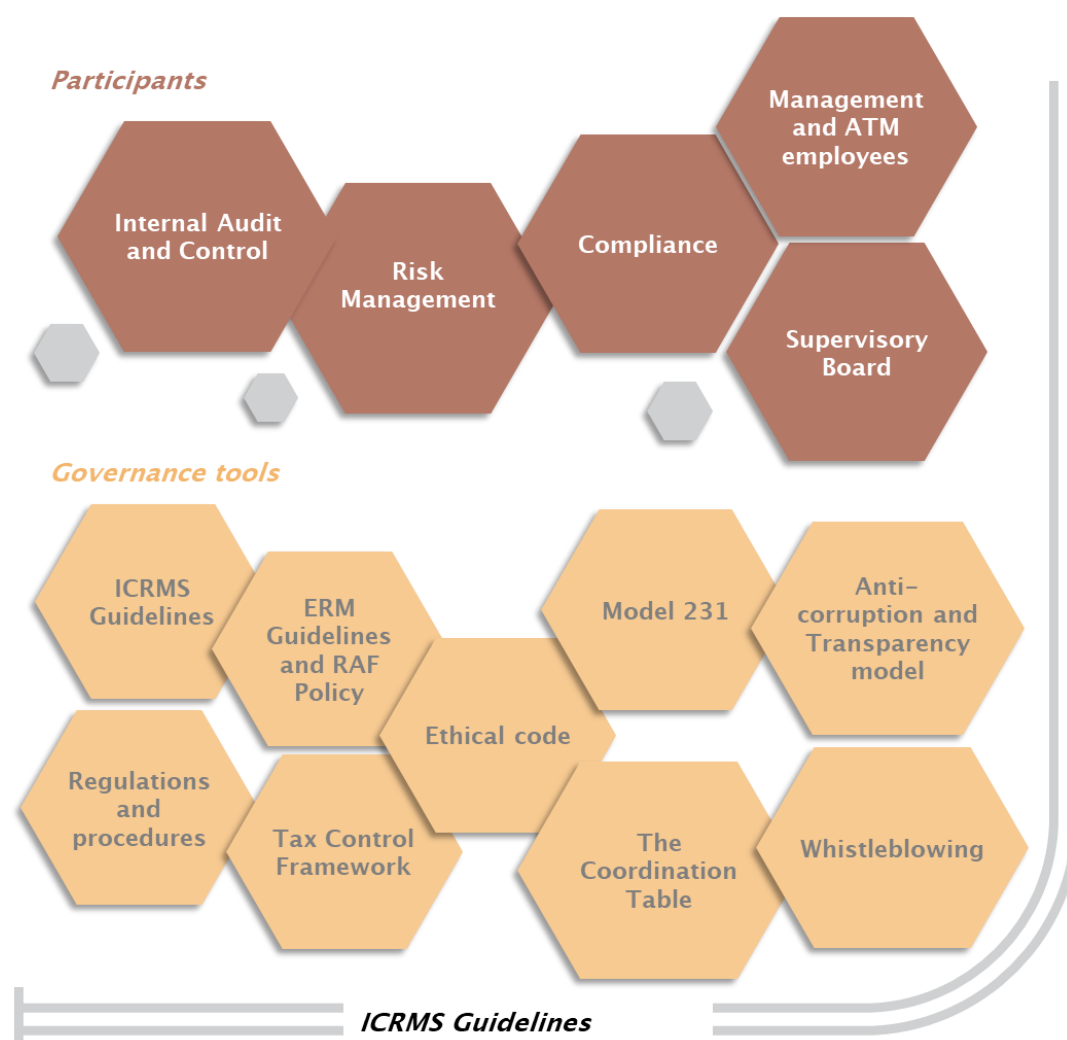 Participants
Management
and ATM
employees
Internal Audit
and Control
Risk
Management
Compliance
Supervisory
Board
Governance tools
ICRMS
Guidelines
ERM
Guidelines
and RAF
Policy
Ethical code
Model 231
Anti-
corruption and
Transparency
model
Regulations
and
procedures
Tax Control
Framework
The
Coordination
Table
Whistleblowing
ICRMS Guidelines